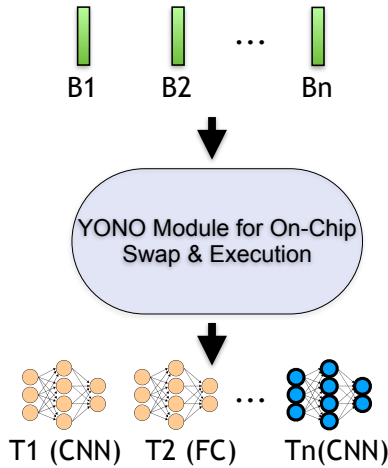 ...
B1 B2 Bn
YONO Module for On-Chip
Swap & Execution
...
T1 (CNN) T2 (FC) Tn(CNN)